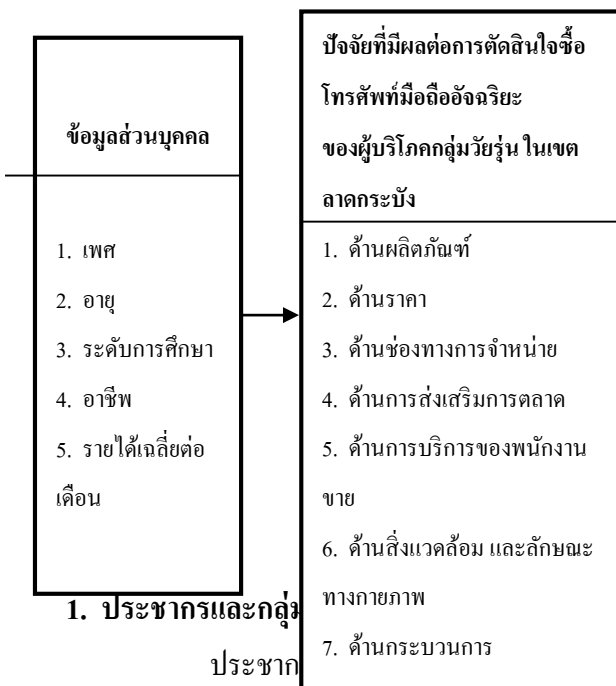 ข้อมูลส่วนบุคคล
1. เพศ
2. อายุ
3. ระดับการศึกษา
4. อาชีพ
5. รายได้เฉลี่ยต่อ
เดือน
ปัจจัยที่มีผลต่อการตัดสินใจซื้อ
โทรศัพท์มือถืออัจฉริยะ
ของผู้บริโภคกลุ่มวัยรุ่น ในเขต
ลาดกระบัง
1. ด้านผลิตภัณฑ์
2. ด้านราคา
3. ด้านช่องทางการจำหน่าย
4. ด้านการส่งเสริมการตลาด
5. ด้านการบริการของพนักงาน
ขาย
6. ด้านสิ่งแวดล้อม และลักษณะ
ทางกายภาพ
7. ด้านกระบวนการ
1. ประชากรและกลุ่ม
ประชาก